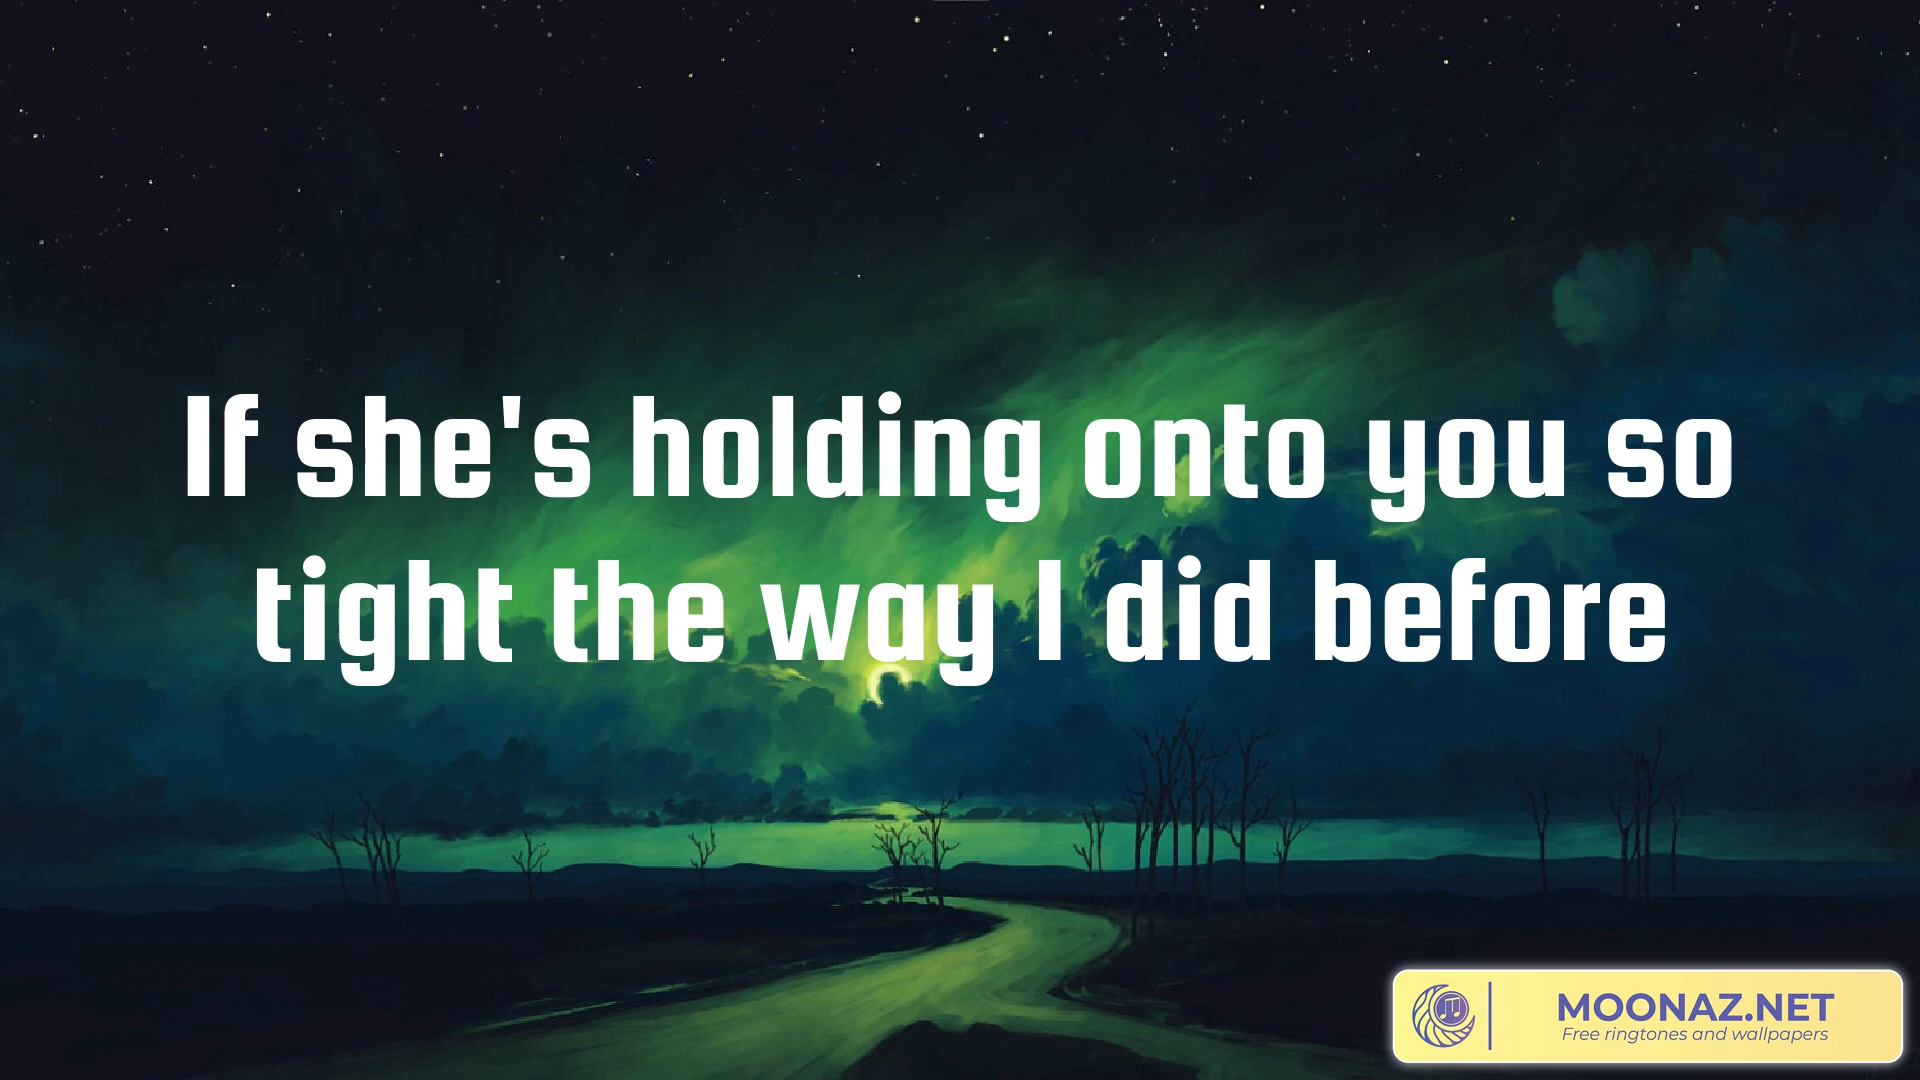 If she's holding onto you so
tight the way I did before
MOONAZ.NET
Free ringtones and wallpapers